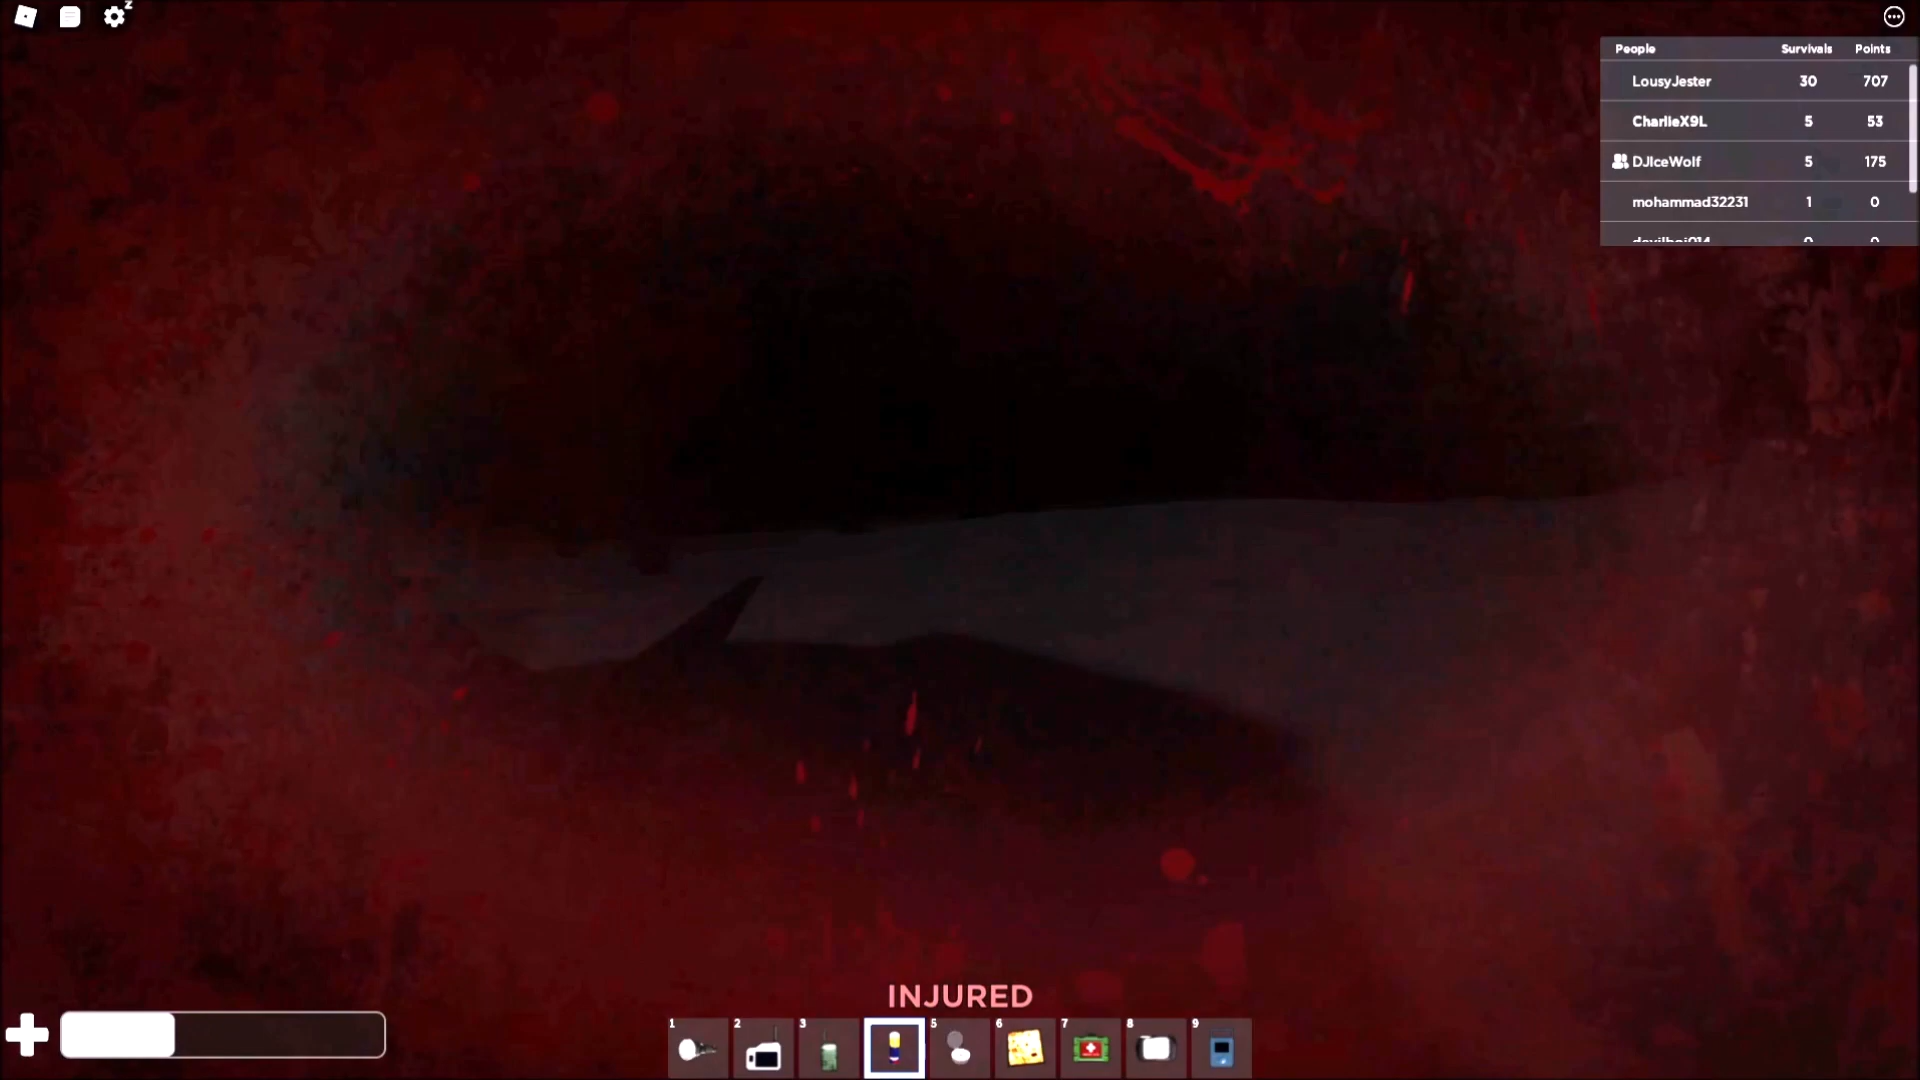 z
People Survivals Points
LousyJester 30 707
CharlieX9L 5 53
DJIceWolf 5 175
mohammad32231 1 0
INJURED
1 2 3 5 6 7 8 9